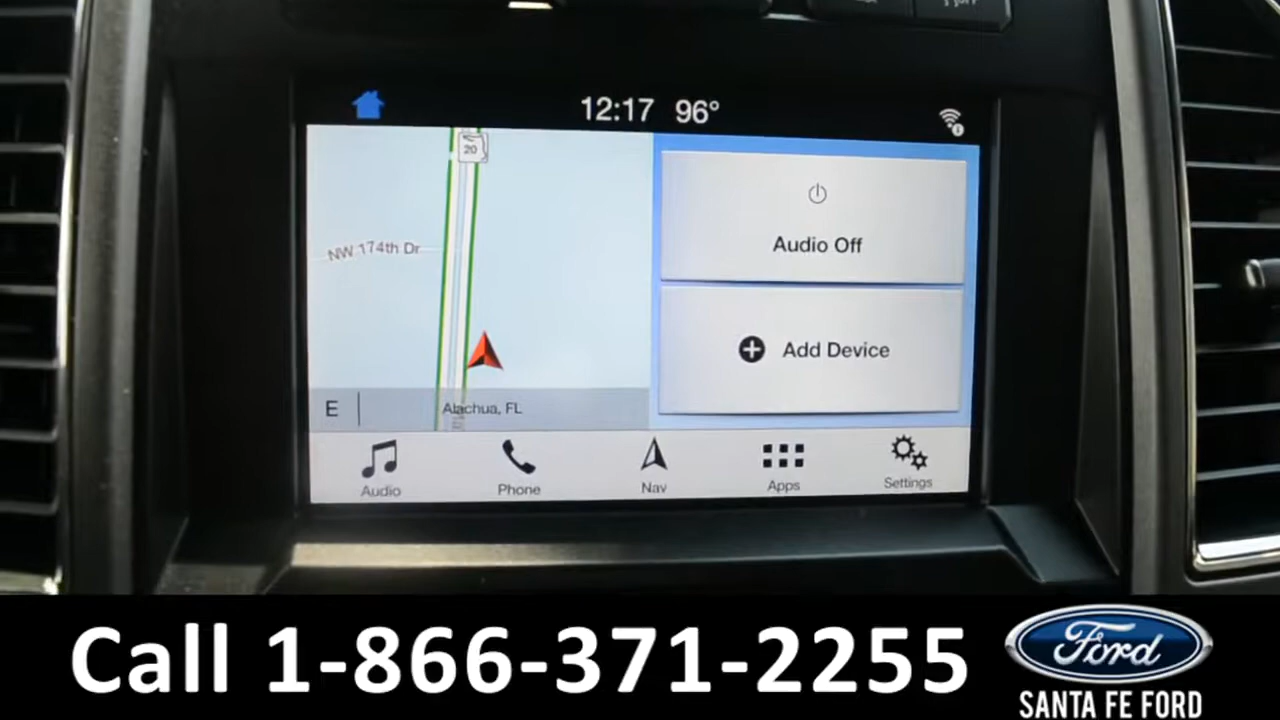 12:17 96°
20
NW 174th Dr
Audio Off
Add Device
E
Alachua, FL
Audio
Phone
Nav
Apps
Settings
Call 1-866-371-2255
Ford
SANTA FE FORD